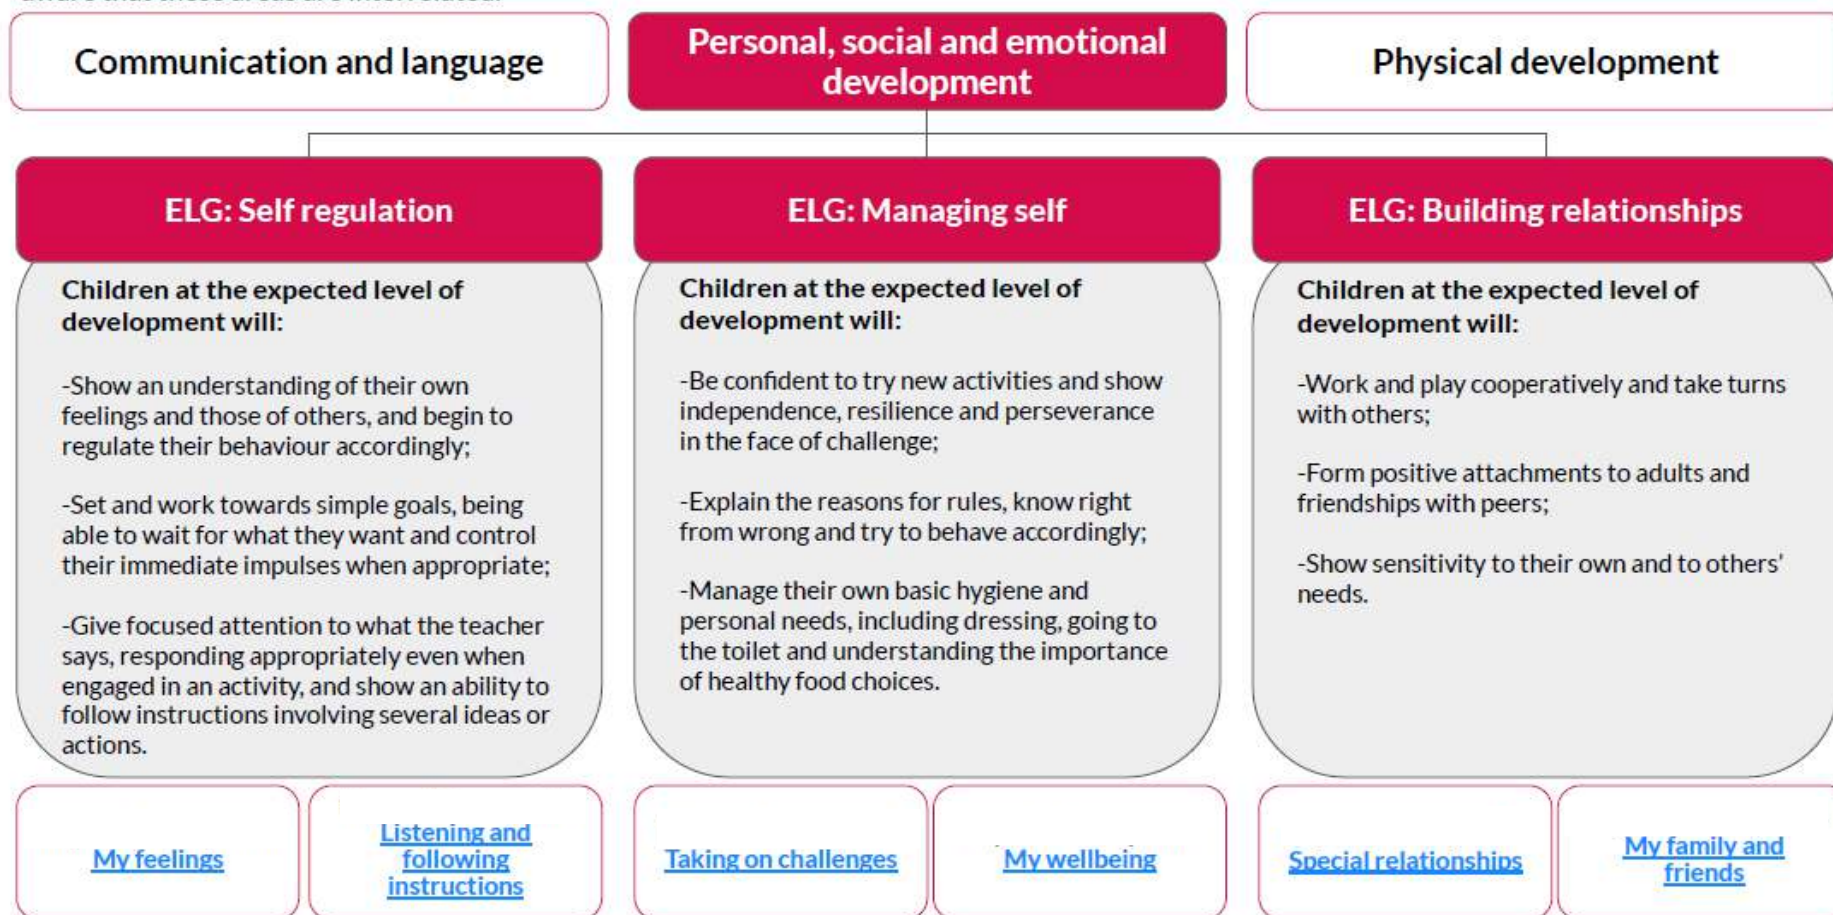 Communication and language
Personal, social and emotional
development
Physical development
ELG: Self regulation
Children at the expected level of
development will:
-Show an understanding of their own
feelings and those of others, and begin to
regulate their behaviour accordingly;
-Set and work towards simple goals, being
able to wait for what they want and control
their immediate impulses when appropriate;
-Give focused attention to what the teacher
says, responding appropriately even when
engaged in an activity, and show an ability to
follow instructions involving several ideas or
actions.
My feelings
Listening and
following
instructions
ELG: Managing self
Children at the expected level of
development will:
-Be confident to try new activities and show
independence, resilience and perseverance
in the face of challenge;
-Explain the reasons for rules, know right
from wrong and try to behave accordingly;
-Manage their own basic hygiene and
personal needs, including dressing, going to
the toilet and understanding the importance
of healthy food choices.
Taking on challenges
My wellbeing
ELG: Building relationships
Children at the expected level of
development will:
-Work and play cooperatively and take turns
with others;
-Form positive attachments to adults and
friendships with peers;
-Show sensitivity to their own and to others'
needs.
Special relationships
My family and
friends